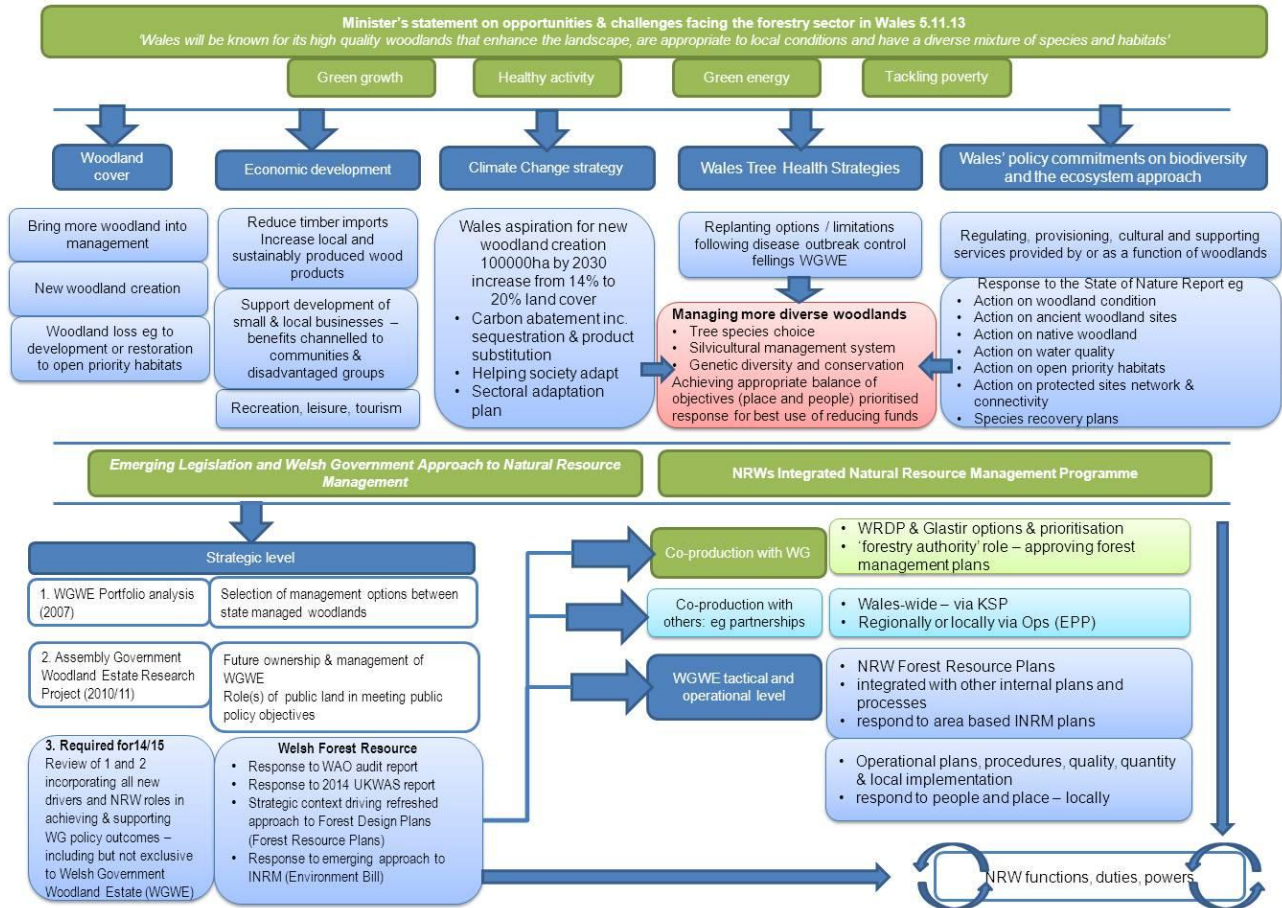 Minister's statement on opportunities & challenges facing the forestry sector in Wales 5.11.13
'Wales will be known for its high quality woodlands that enhance the landscape, are appropriate to local conditions and have a diverse mixture of species and habitats'
Green growth
Healthy activity
Green energy
Tackling poverty
Woodland
cover
Economic development
Climate Change strategy
Wales Tree Health Strategies
Wales' policy commitments on biodiversity
and the ecosystem approach
Bring more woodland into
management
New woodland creation
Woodland loss eg to
development or restoration
to open priority habitats
Reduce timber imports
Increase local and
sustainably produced wood
products
Support development of
small & local businesses –
benefits channelled to
communities &
disadvantaged groups
Recreation, leisure, tourism
Wales aspiration for new
woodland creation
100000ha by 2030
increase from 14% to
20% land cover
• Carbon abatement inc.
sequestration & product
substitution
• Helping society adapt
• Sectoral adaptation
plan
Replanting options / limitations
following disease outbreak control
fellings WGWE
Managing more diverse woodlands
• Tree species choice
• Silvicultural management system
• Genetic diversity and conservation
Achieving appropriate balance of
objectives (place and people) prioritised
response for best use of reducing funds
Regulating, provisioning, cultural and supporting
services provided by or as a function of woodlands
Response to the State of Nature Report eg
• Action on woodland condition
• Action on ancient woodland sites
• Action on native woodland
• Action on water quality
• Action on open priority habitats
• Action on protected sites network &
connectivity
• Species recovery plans
Emerging Legislation and Welsh Government Approach to Natural Resource
Management
NRWs Integrated Natural Resource Management Programme
Strategic level
1. WGWE Portfolio analysis
(2007)
Selection of management options between
state managed woodlands
2. Assembly Government
Woodland Estate Research
Project (2010/11)
Future ownership & management of
WGWE
Role(s) of public land in meeting public
policy objectives
3. Required for14/15
Review of 1 and 2
incorporating all new
drivers and NRW roles in
achieving & supporting
WG policy outcomes –
including but not exclusive
to Welsh Government
Woodland Estate (WGWE)
Welsh Forest Resource
• Response to WAO audit report
• Response to 2014 UKWAS report
• Strategic context driving refreshed
approach to Forest Design Plans
(Forest Resource Plans)
• Response to emerging approach to
INRM (Environment Bill)
Co-production with WG
• WRDP & Glastir options & prioritisation
• 'forestry authority' role – approving forest
management plans
Co-production with
others: eg partnerships
• Wales-wide – via KSP
• Regionally or locally via Ops (EPP)
WGWE tactical and
operational level
• NRW Forest Resource Plans
• integrated with other internal plans and
processes
• respond to area based INRM plans
• Operational plans, procedures, quality, quantity
& local implementation
• respond to people and place – locally
NRW functions, duties, powers